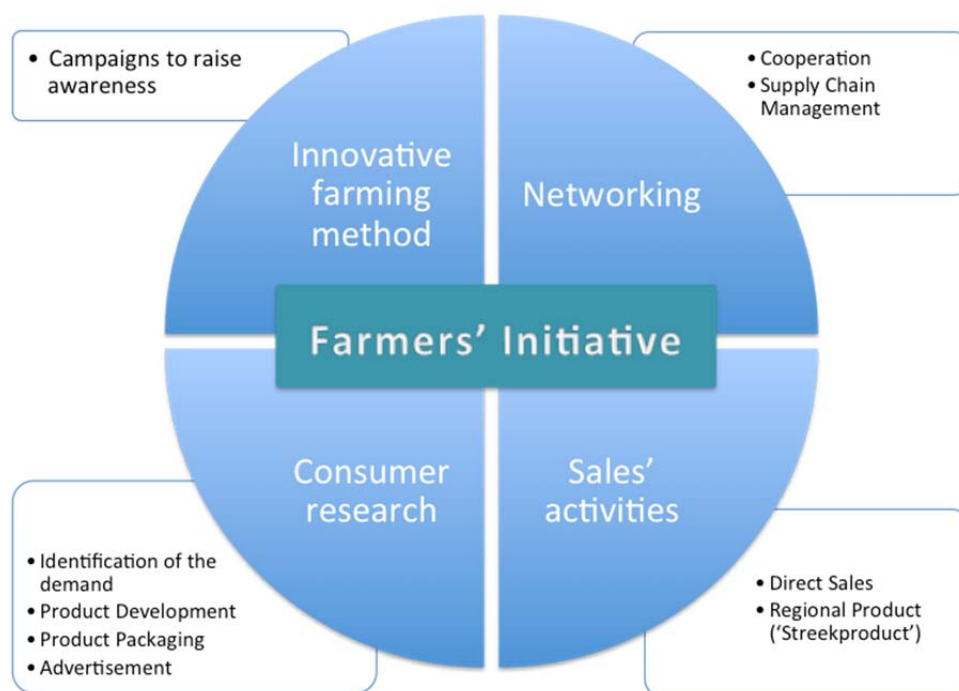 • Campaigns to raise
awareness
• Cooperation
• Supply Chain
Management
Innovative
farming
method
Networking
Farmers’ Initiative
Consumer
research
Sales’
activities
• Identification of the
demand
• Product Development
• Product Packaging
• Advertisement
• Direct Sales
• Regional Product
(‘Streekproduct’)